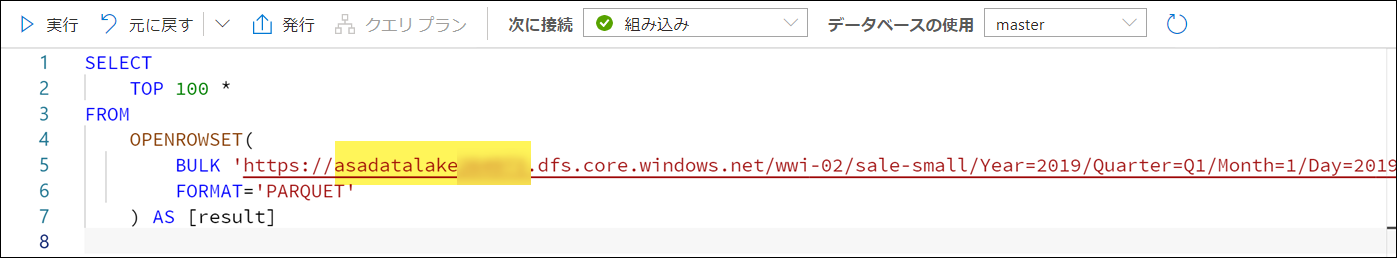 実行 元に戻す 発行 クエリ プラン 次に接続 組み込み データベースの使用 master
1 SELECT
2 TOP 100 *
3 FROM
4 OPENROWSET(
5 BULK 'https://asadatalake .dfs.core.windows.net/wwi-02/sale-small/Year=2019/Quarter=Q1/Month=1/Day=2019
6 FORMAT='PARQUET'
7 ) AS [result]
8